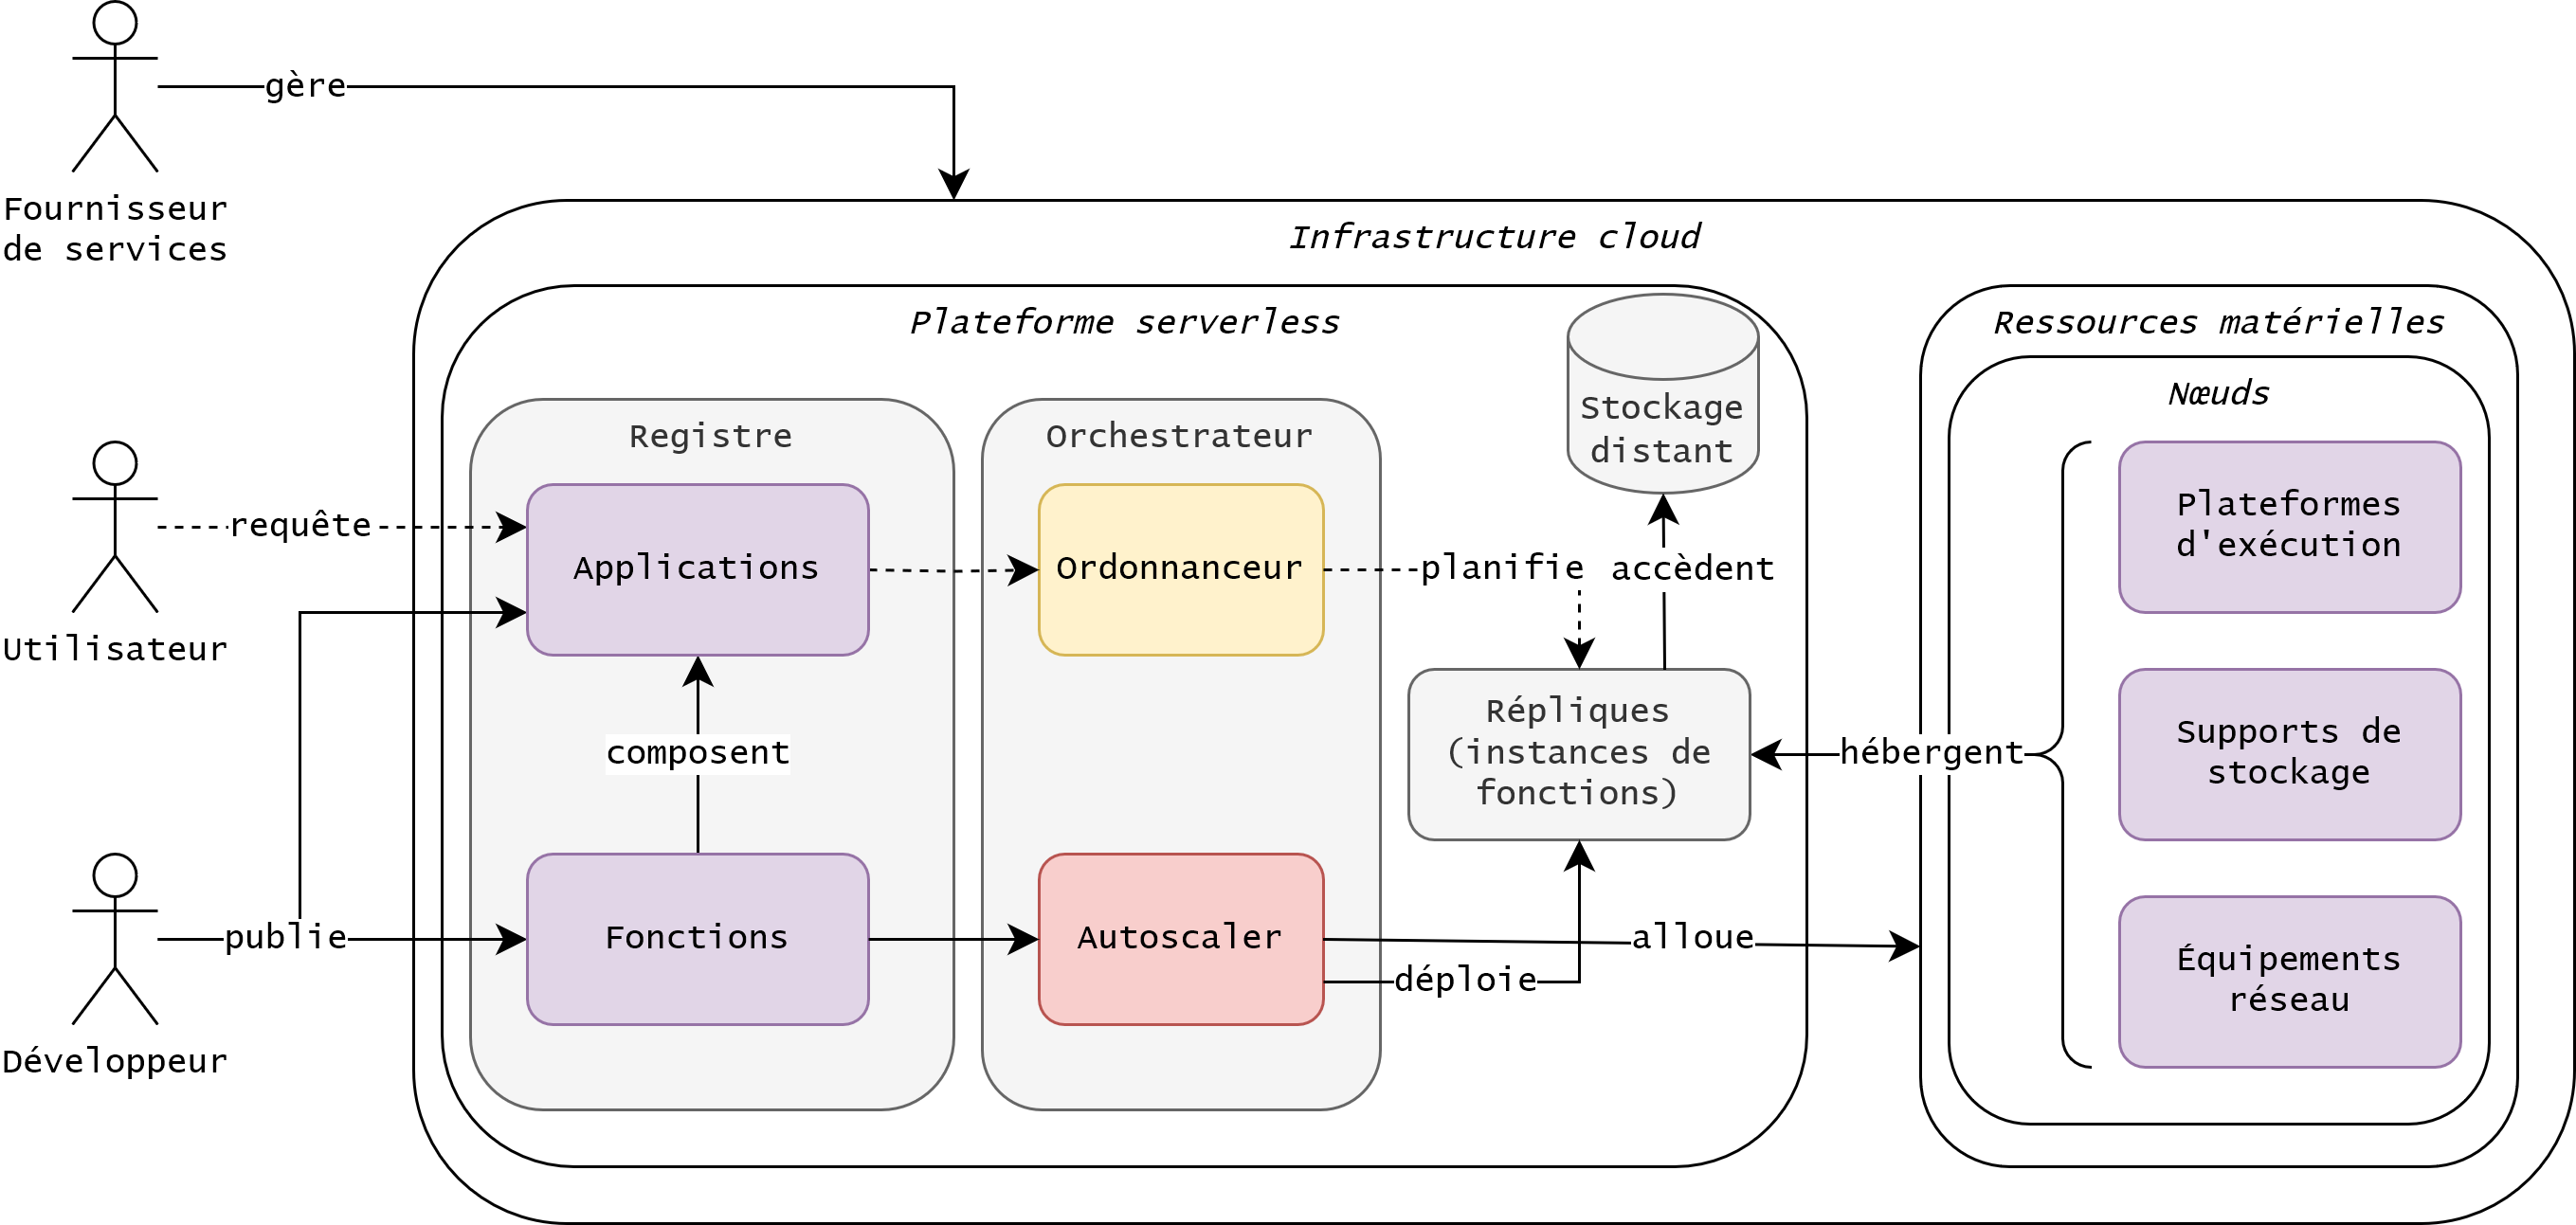 gère
Fournisseur
de services
Infrastructure cloud
Plateforme serverless
Ressources matérielles
Nœuds
Registre
Orchestrateur
Stockage
distant
requête
Applications
Ordonnanceur
planifie
accèdent
Plateformes
d'exécution
Utilisateur
composent
Répliques
(instances de
fonctions)
hébergent
Supports de
stockage
publie
Fonctions
Autoscaler
alloue
déploie
Équipements
réseau
Développeur